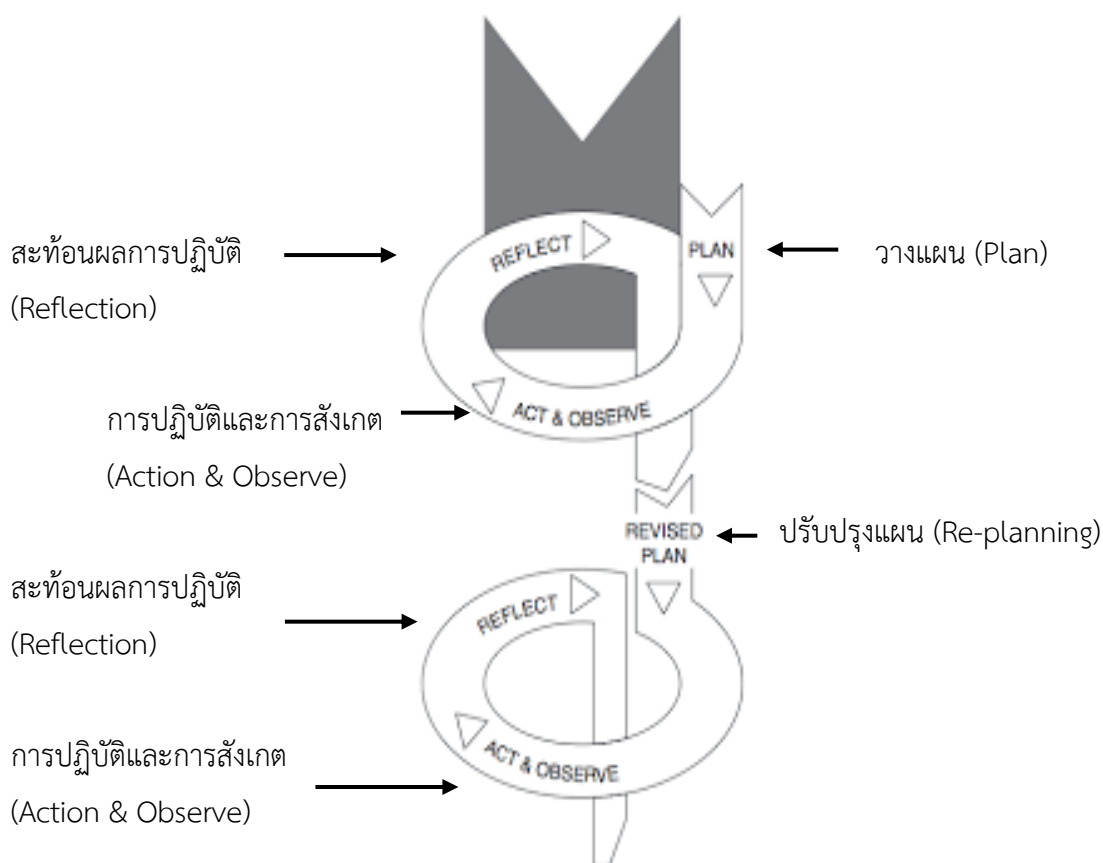 REFLECT
PLAN
สะท้อนผลการปฏิบัติ
(Reflection)
วางแผน (Plan)
ACT & OBSERVE
การปฏิบัติและการสังเกต
(Action & Observe)
REVISED
PLAN
ปรับปรุงแผน (Re-planning)
สะท้อนผลการปฏิบัติ
(Reflection)
REFLECT
ACT & OBSERVE
การปฏิบัติและการสังเกต
(Action & Observe)